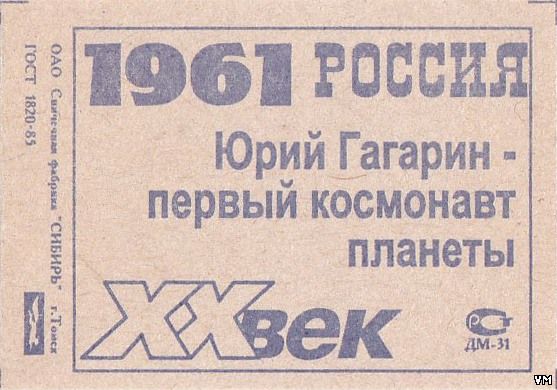 1961 РОССИЯ
Юрий Гагарин -
первый космонавт
планеты
XX век
РСТ
ДМ-31
ОАО Спичечная фабрика "СИБИРЬ" г.Томск
ГОСТ 1820-85
VM